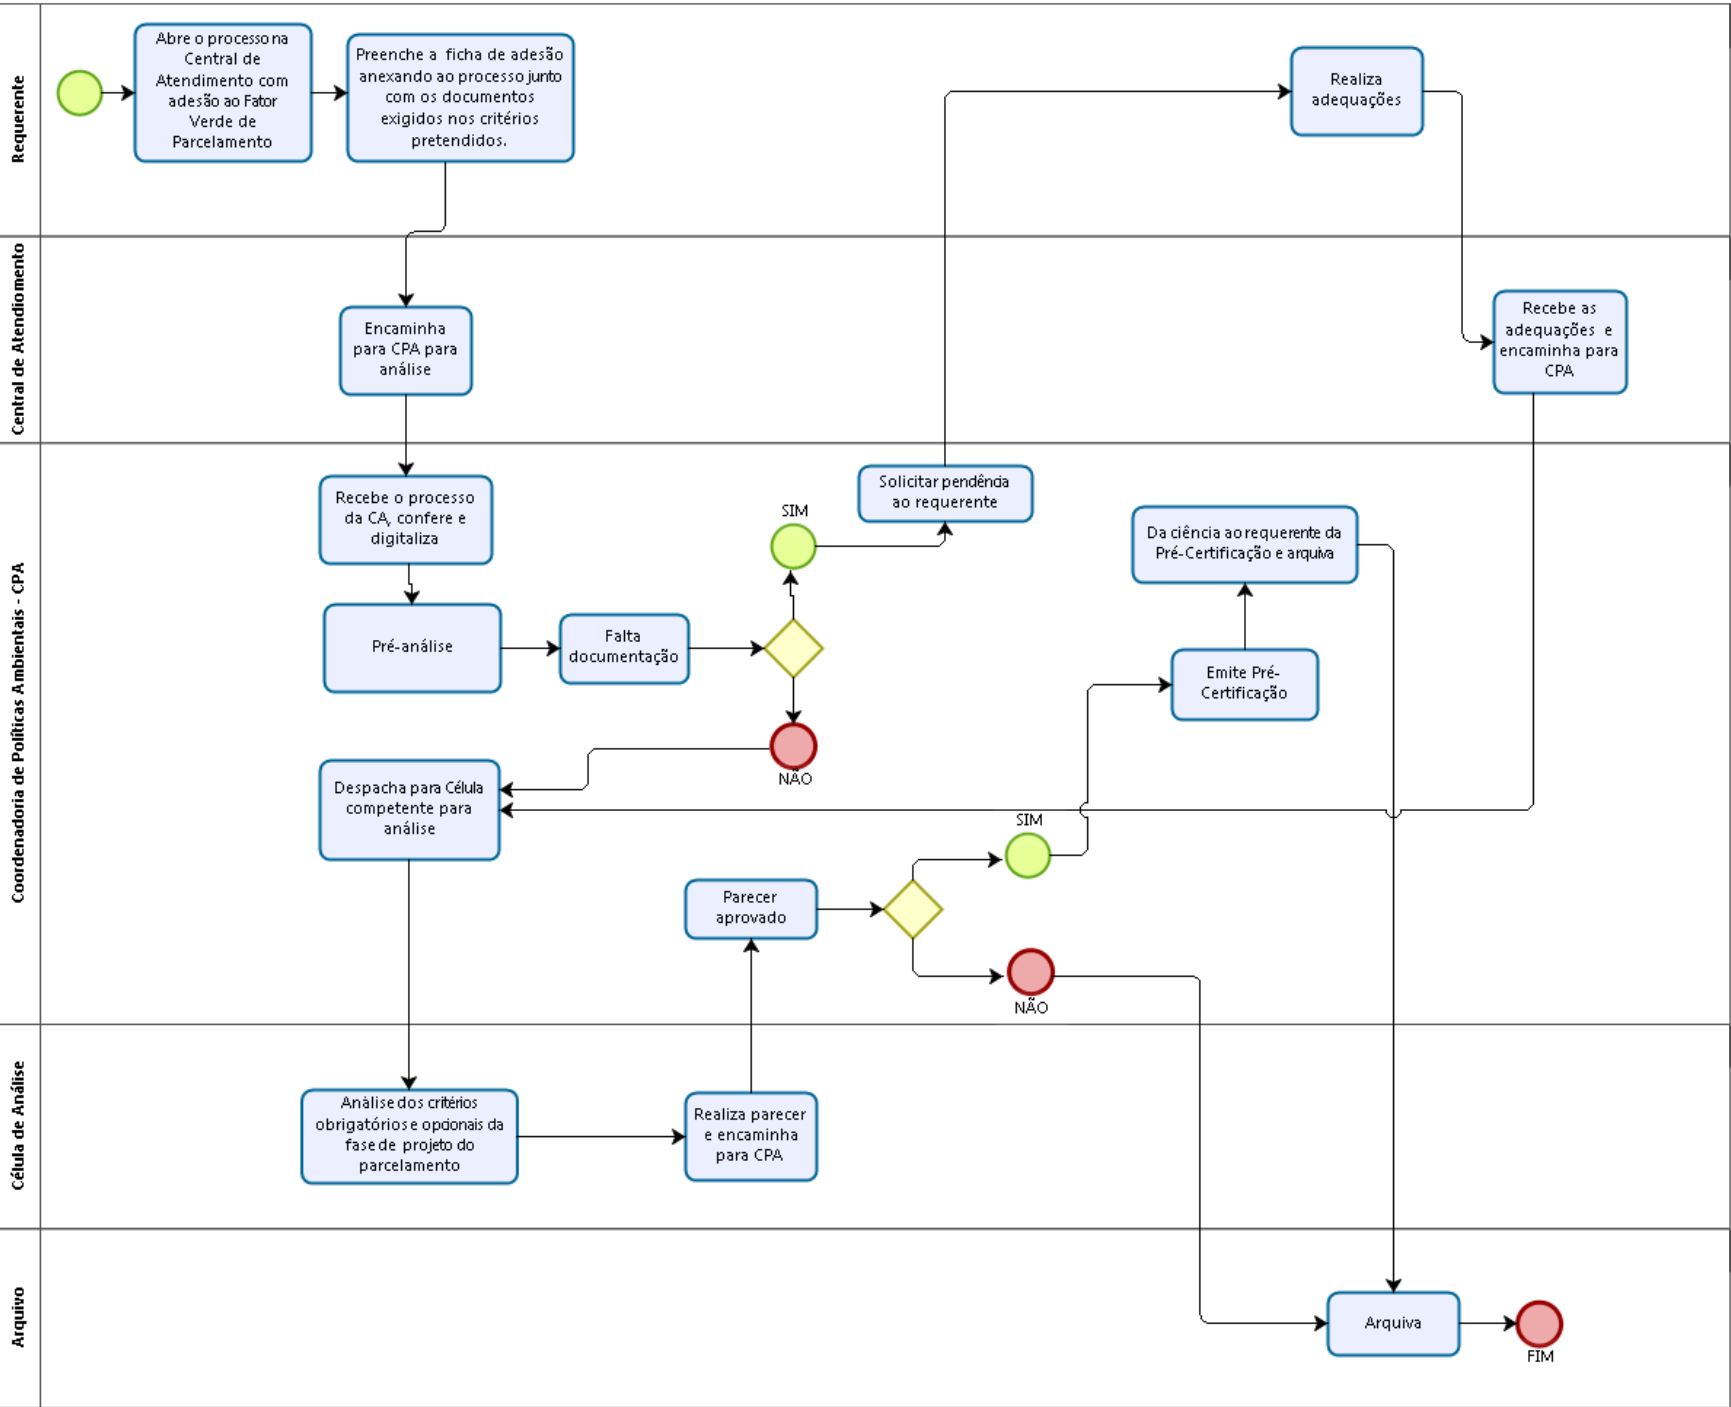 Requerente
Abre o processo na
Central de
Atendimento com
adesão ao Fator
Verde de
Parcelamento
Preenche a ficha de adesão
anexando ao processo junto
com os documentos
exigidos nos critérios
pretendidos.
Realiza
adequações
Central de Atendiomento
Encaminha
para CPA para
análise
Recebe as
adequações e
encaminha para
CPA
Coordenadoria de Políticas Ambientais - CPA
Recebe o processo
da CA, confere e
digitaliza
Pré-análise
Falta
documentação
SIM
NÃO
Solicitar pendência
ao requerente
Da ciência ao requerente da
Pré-Certificação e arquiva
Emite Pré-
Certificação
Despacha para Célula
competente para
análise
Parecer
aprovado
SIM
NÃO
Célula de Análise
Análise dos critérios
obrigatórios e opcionais da
fase de projeto do
parcelamento
Realiza parecer
e encaminha
para CPA
Arquivo
Arquiva
FIM